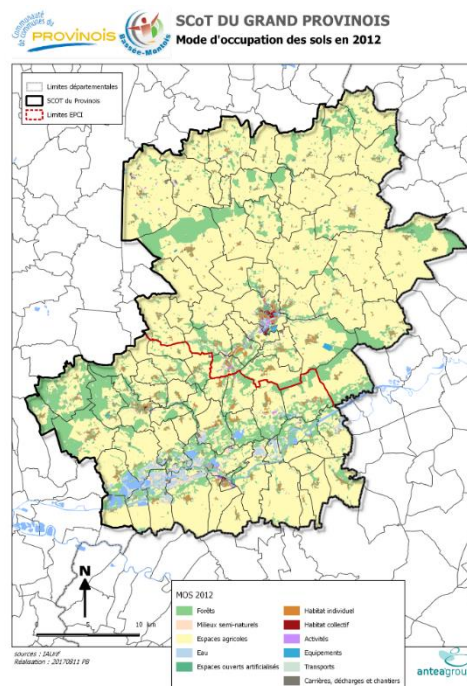 Communauté
de communes du
PROVINOIS
Bassée-Montois
SCoT DU GRAND PROVINOIS
Mode d'occupation des sols en 2012
Limites départementales
SCOT du Provinois
Limites EPCI
N
0
10 km
MOS 2012
Forêts
Milieux semi-naturels
Espaces agricoles
Eau
Espaces ouverts artificialisés
Habitat individuel
Habitat collectif
Activités
Equipements
Transports
Carrières, décharges et chantiers
sources : IAURIF
Réalisation : 20170811 PB
anteagroup